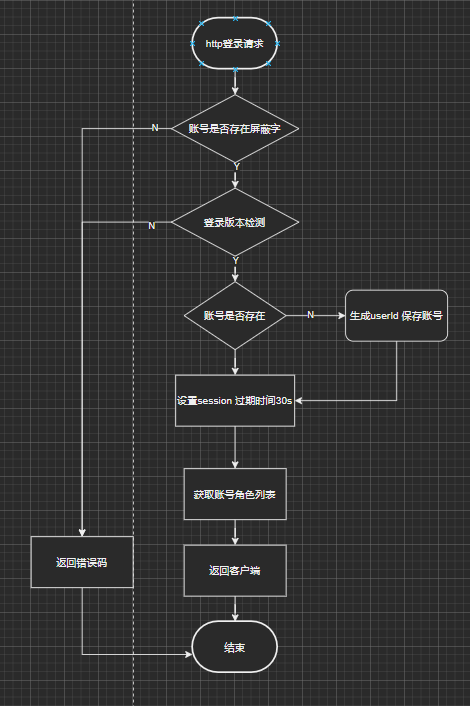 http登录请求
账号是否存在屏蔽字
N
Y
登录版本检测
N
Y
账号是否存在
N
生成userId 保存账号
设置session 过期时间30s
获取账号角色列表
返回错误码
返回客户端
结束